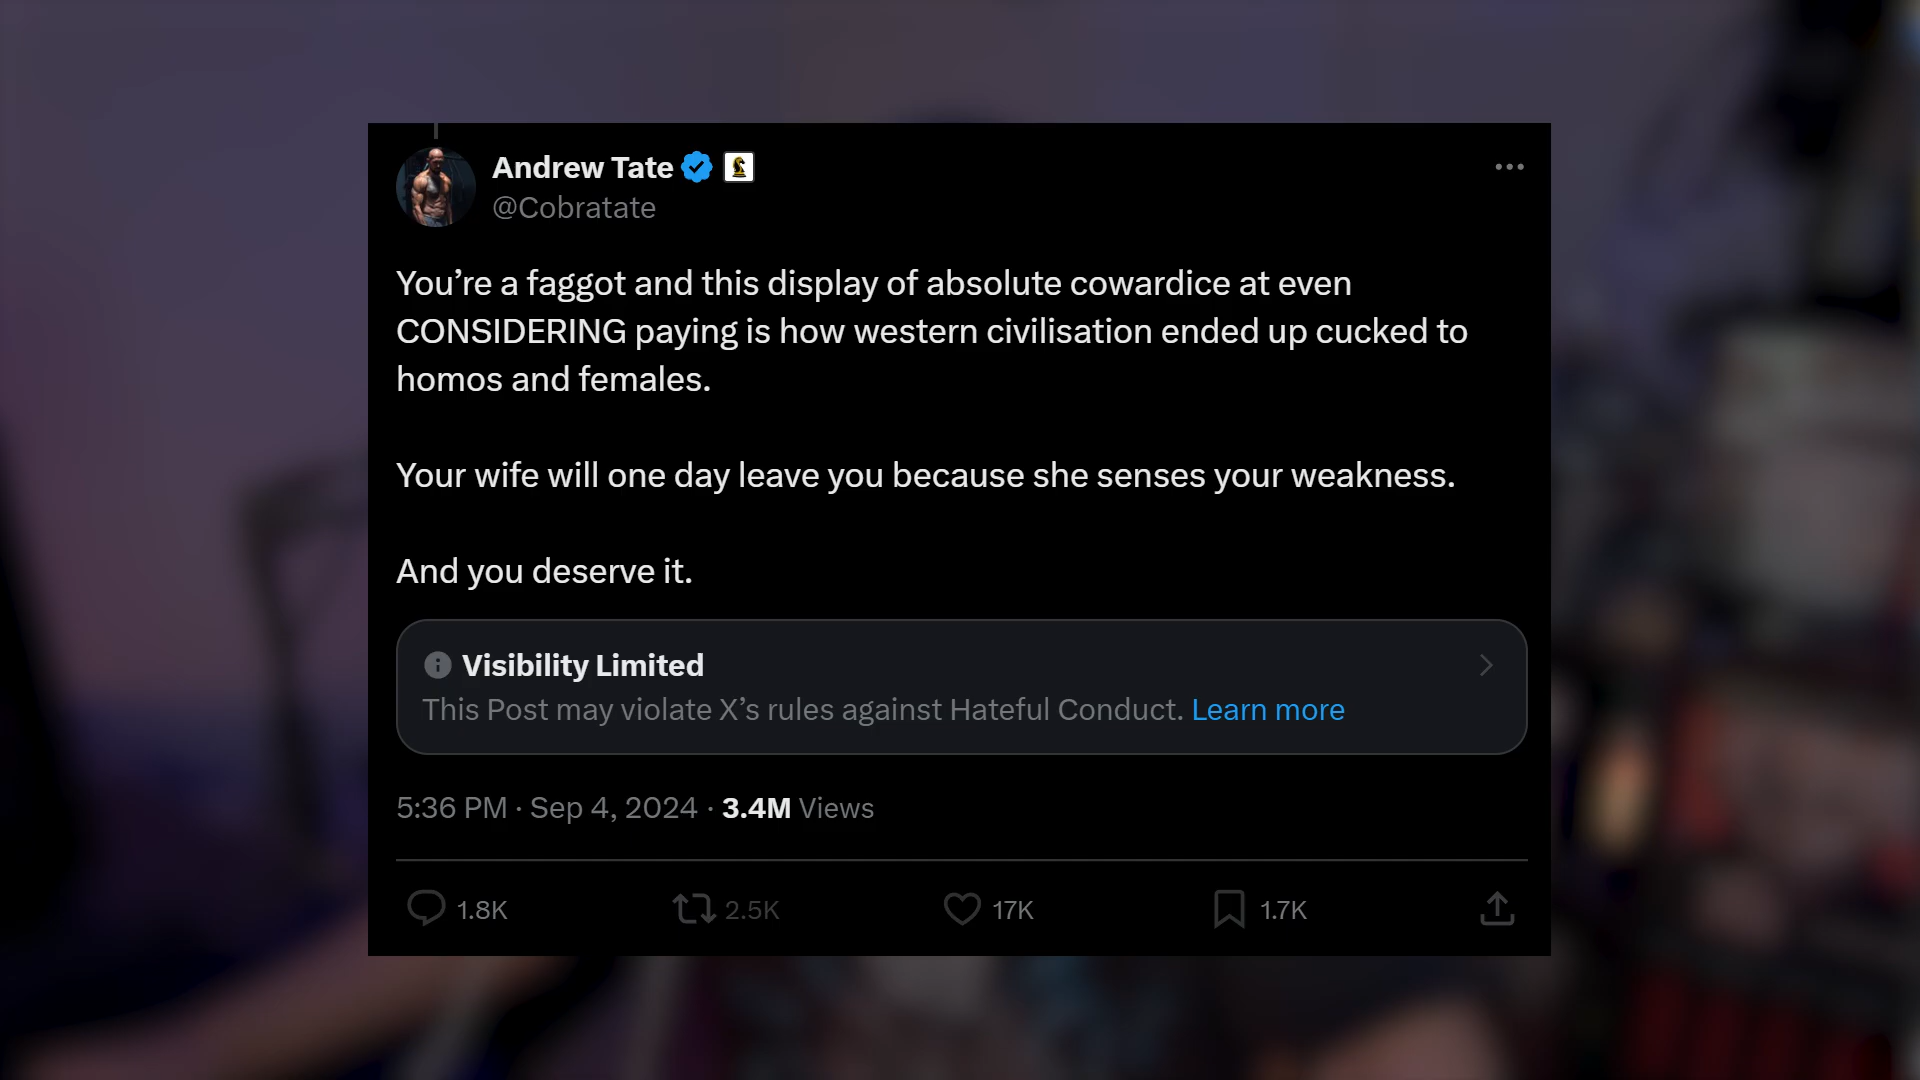 Andrew Tate
@Cobratate
You’re a faggot and this display of absolute cowardice at even
CONSIDERING paying is how western civilisation ended up cucked to
homos and females.
Your wife will one day leave you because she senses your weakness.
And you deserve it.
Visibility Limited
This Post may violate X’s rules against Hateful Conduct. Learn more
5:36 PM · Sep 4, 2024 · 3.4M Views
1.8K 2.5K 17K 1.7K